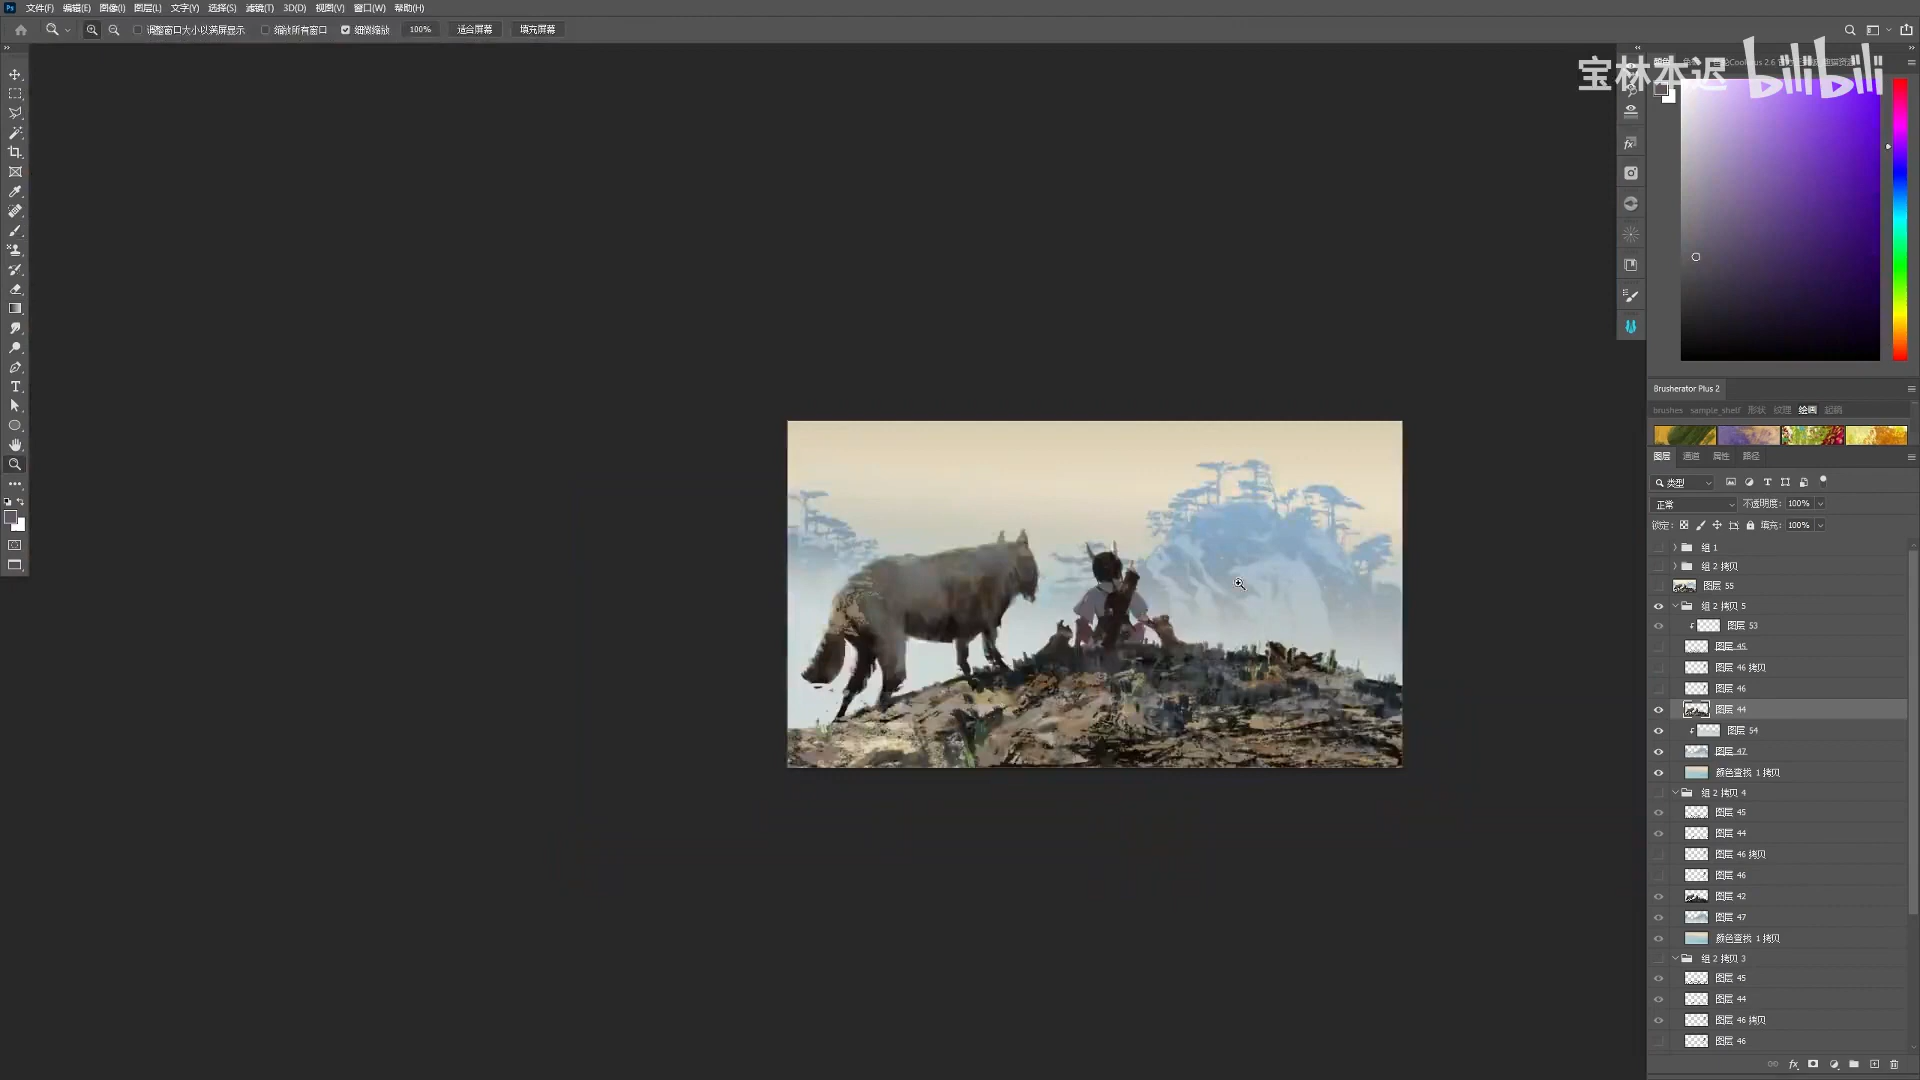 文件(F) 编辑(E) 图像(I) 图层(L) 文字(Y) 选择(S) 滤镜(T) 3D(D) 视图(V) 窗口(W) 帮助(H)
调整窗口大小以满屏显示 缩放所有窗口 细微缩放 100% 适合屏幕 填充屏幕
宝林本迟 bilibili
Brusherator Plus 2
brushes sample_shelf 形状 纹理 绘画 起稿
图层 通道 属性 路径
类型
正常 不透明度: 100%
锁定: 填充: 100%
组 1
组 2 拷贝
图层 55
组 2 拷贝 5
图层 53
图层 45
图层 46 拷贝
图层 46
图层 44
图层 54
图层 47
颜色查找 1 拷贝
组 2 拷贝 4
图层 45
图层 44
图层 46 拷贝
图层 46
图层 42
图层 47
颜色查找 1 拷贝
组 2 拷贝 3
图层 45
图层 44
图层 46 拷贝
图层 46